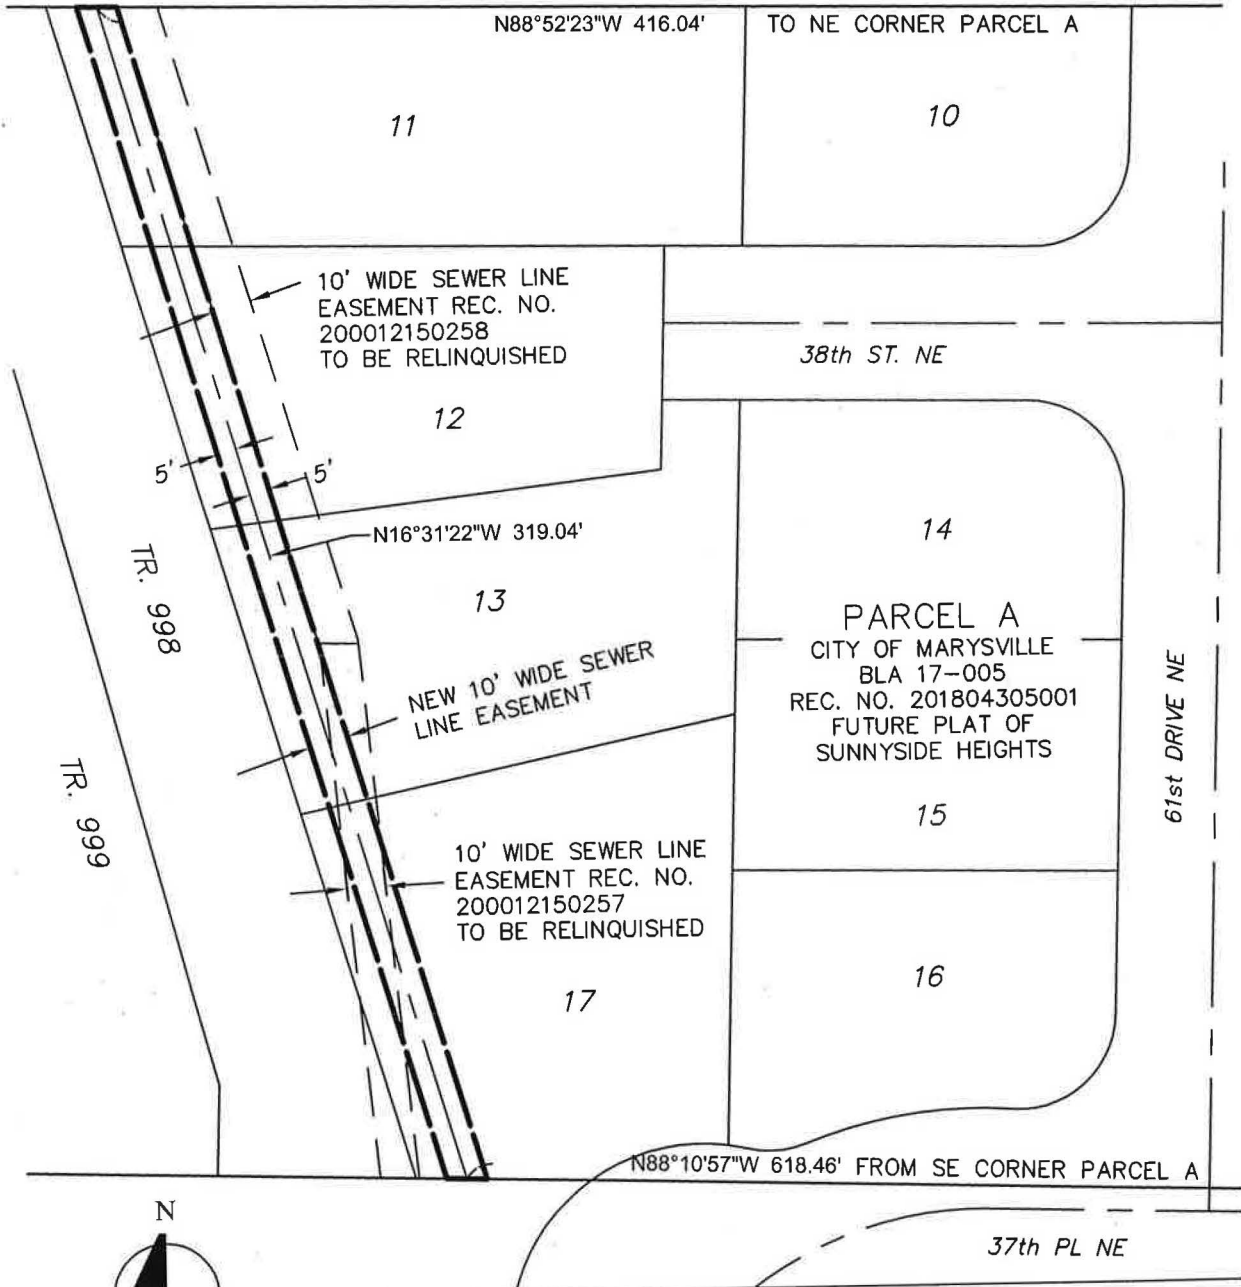 N88°52'23"W 416.04' TO NE CORNER PARCEL A
11
10
10' WIDE SEWER LINE
EASEMENT REC. NO.
200012150258
TO BE RELINQUISHED
38th ST. NE
12
5'
5'
N16°31'22"W 319.04'
14
TR. 998
13
PARCEL A
CITY OF MARYSVILLE
BLA 17-005
REC. NO. 201804305001
FUTURE PLAT OF
SUNNYSIDE HEIGHTS
NEW 10' WIDE SEWER
LINE EASEMENT
61st DRIVE NE
TR. 999
15
10' WIDE SEWER LINE
EASEMENT REC. NO.
200012150257
TO BE RELINQUISHED
16
17
N88°10'57"W 618.46' FROM SE CORNER PARCEL A
N
37th PL NE